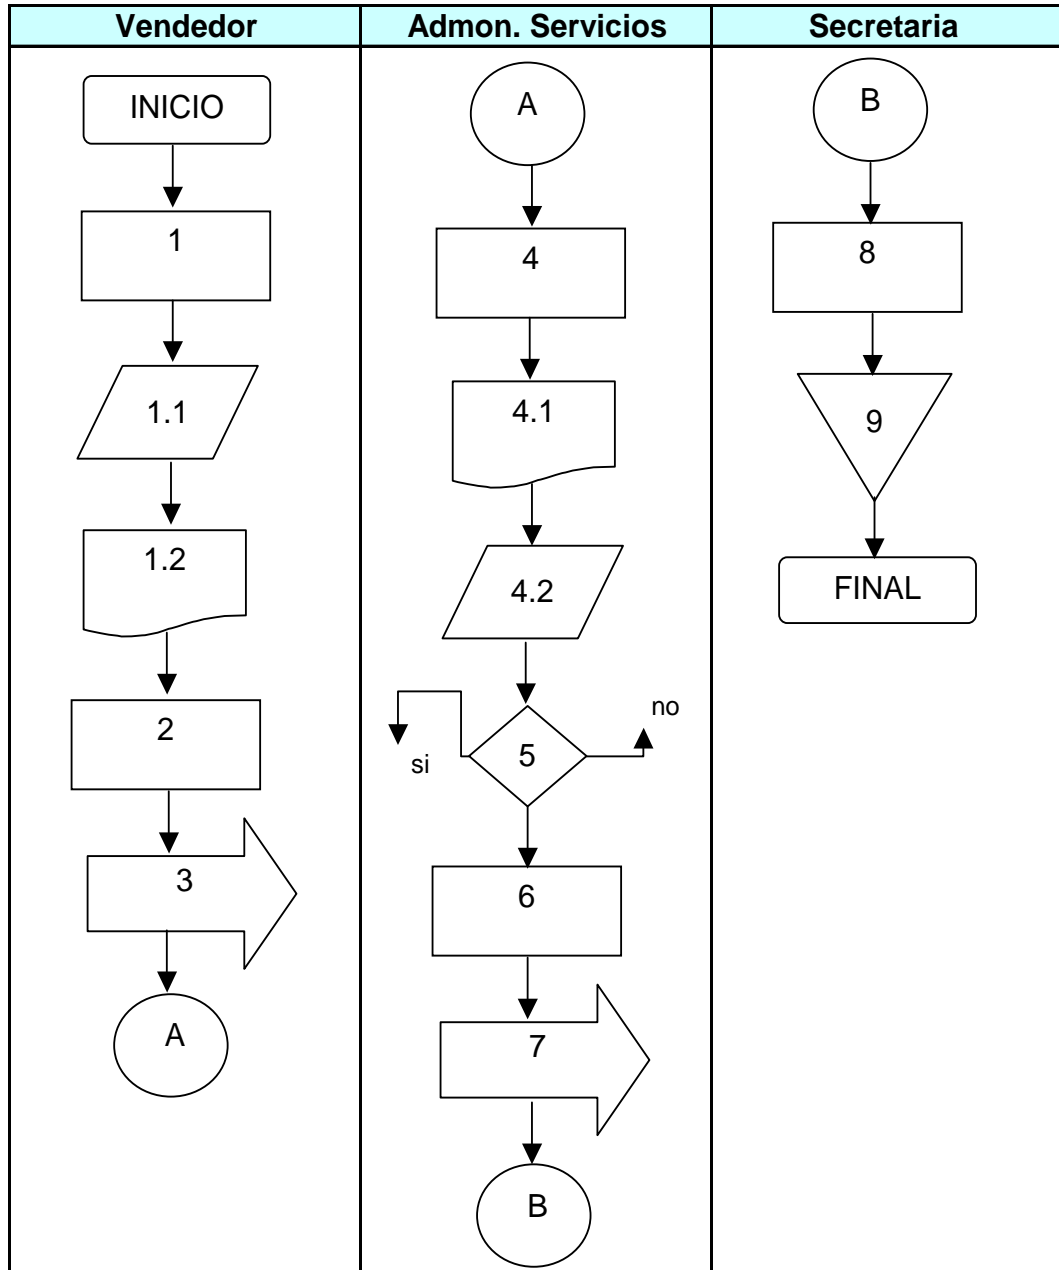 Vendedor
Admon. Servicios
Secretaria
INICIO
1
1.1
1.2
2
3
A
A
4
4.1
4.2
si
5
no
6
7
B
B
8
9
FINAL